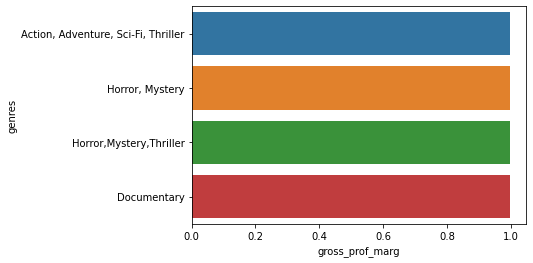 Action, Adventure, Sci-Fi, Thriller
Horror, Mystery
Horror,Mystery,Thriller
Documentary
genres
0.0 0.2 0.4 0.6 0.8 1.0
gross_prof_marg